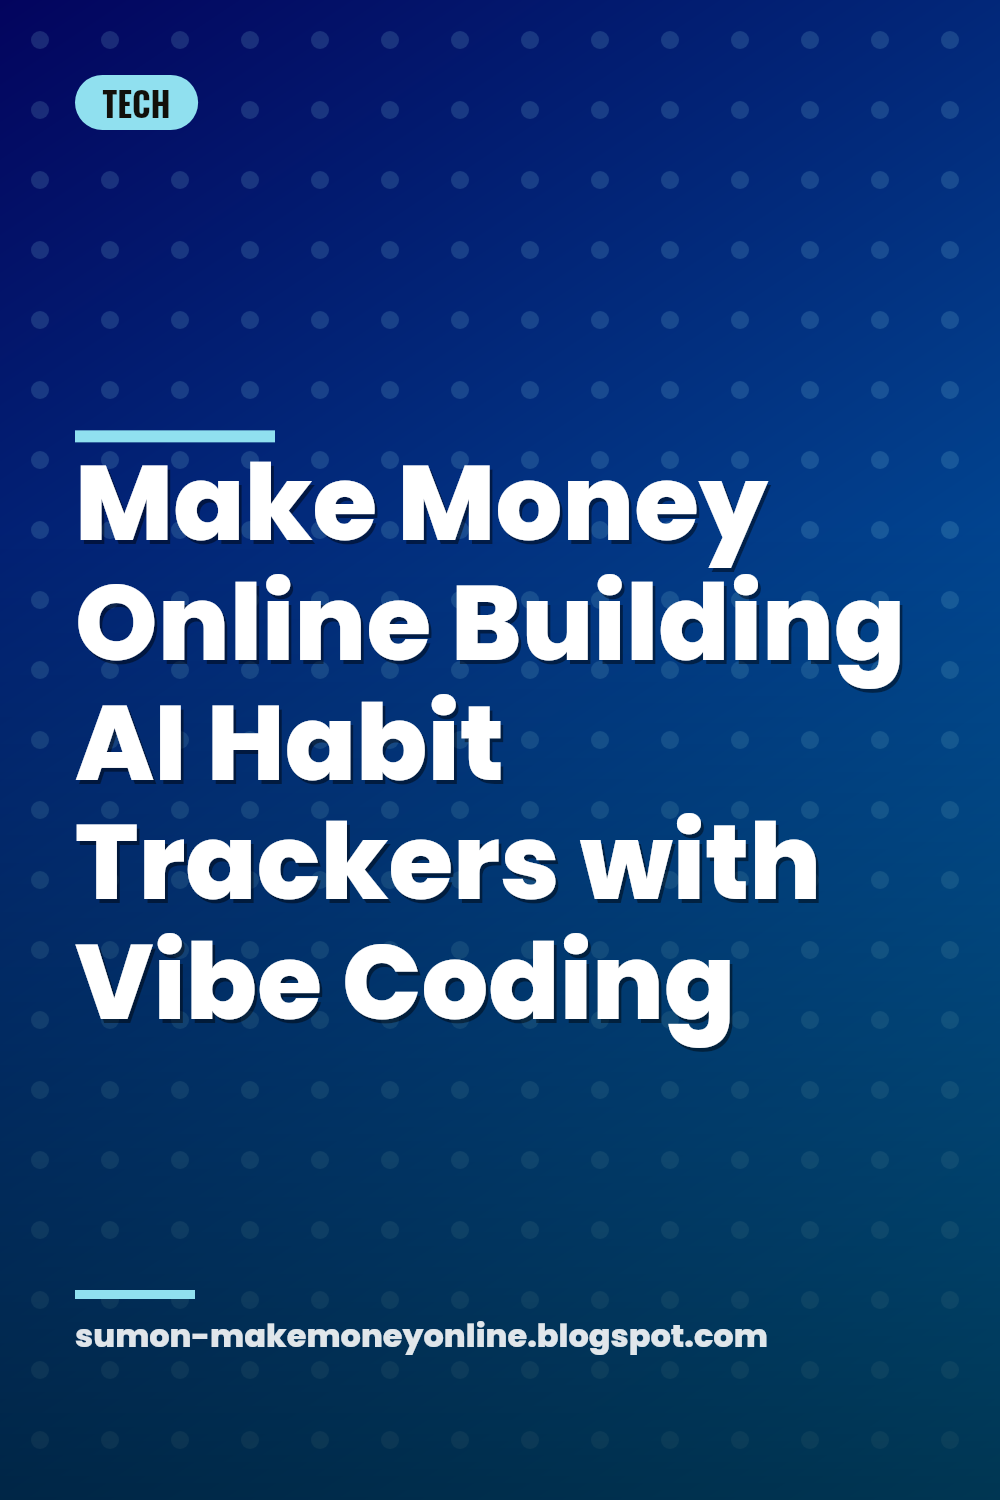 TECH
Make Money
Online Building
AI Habit
Trackers with
Vibe Coding
sumon-makemoneyonline.blogspot.com